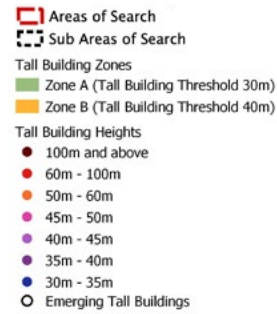 Areas of Search
Sub Areas of Search
Tall Building Zones
Zone A (Tall Building Threshold 30m)
Zone B (Tall Building Threshold 40m)
Tall Building Heights
100m and above
60m - 100m
50m - 60m
45m - 50m
40m - 45m
35m - 40m
30m - 35m
Emerging Tall Buildings